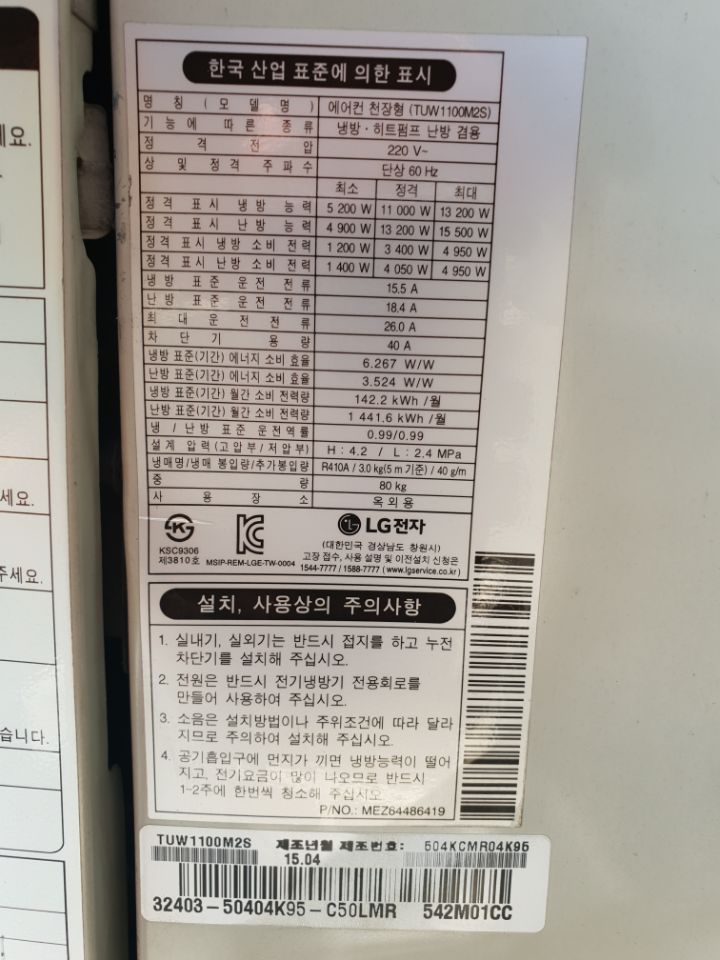 한국 산업 표준에 의한 표시
명 칭 ( 모 델 명 ) 에어컨 천장형 (TUW1100M2S)
기 능 에 따 른 종 류 냉방 · 히트펌프 난방 겸용
정 격 전 압 220 V~
상 및 정 격 주 파 수 단상 60 Hz
최소 정격 최대
정 격 표 시 냉 방 능 력 5 200 W 11 000 W 13 200 W
정 격 표 시 난 방 능 력 4 900 W 13 200 W 15 500 W
정 격 표 시 냉 방 소 비 전 력 1 200 W 3 400 W 4 950 W
정 격 표 시 난 방 소 비 전 력 1 400 W 4 050 W 4 950 W
냉 방 표 준 운 전 전 류 15.5 A
난 방 표 준 운 전 전 류 18.4 A
최 대 운 전 전 류 26.0 A
차 단 기 용 량 40 A
냉방 표준(기간) 에너지 소비 효율 6.267 W/W
난방 표준(기간) 에너지 소비 효율 3.524 W/W
냉방 표준(기간) 월간 소비 전력량 142.2 kWh /월
난방 표준(기간) 월간 소비 전력량 1 441.6 kWh /월
냉 / 난방 표준 운전역률 0.99/0.99
설계 압력 (고압부 / 저압부) H : 4.2 / L : 2.4 MPa
냉매명/냉매 봉입량/추가봉입량 R410A / 3.0 kg(5 m 기준) / 40 g/m
중 량 80 kg
사 용 장 소 옥 외 용
KSC9306
제3810호
MSIP-REM-LGE-TW-0004
LG전자
(대한민국 경상남도 창원시)
고장 접수, 사용 설명 및 이전설치 신청은
1544-7777 / 1588-7777 (www.lgservice.co.kr)
설치, 사용상의 주의사항
1. 실내기, 실외기는 반드시 접지를 하고 누전
차단기를 설치해 주십시오.
2. 전원은 반드시 전기냉방기 전용회로를
만들어 사용하여 주십시오.
3. 소음은 설치방법이나 주위조건에 따라 달라
지므로 주의하여 설치해 주십시오.
4. 공기흡입구에 먼지가 끼면 냉방능력이 떨어
지고, 전기요금이 많이 나오므로 반드시
1~2주에 한번씩 청소해 주십시오.
P/NO.: MEZ64486419
TUW1100M2S 제조년월 제조번호: 504KCMR04K95
15.04
32403-50404K95-C50LMR 542M01CC
세요.
세요.
주세요.
습니다.